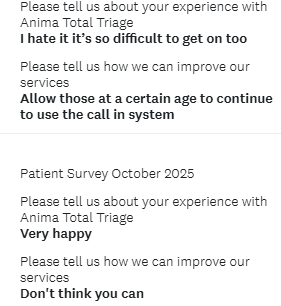 Please tell us about your experience with
Anima Total Triage
I hate it it's so difficult to get on too
Please tell us how we can improve our
services
Allow those at a certain age to continue
to use the call in system
Patient Survey October 2025
Please tell us about your experience with
Anima Total Triage
Very happy
Please tell us how we can improve our
services
Don't think you can